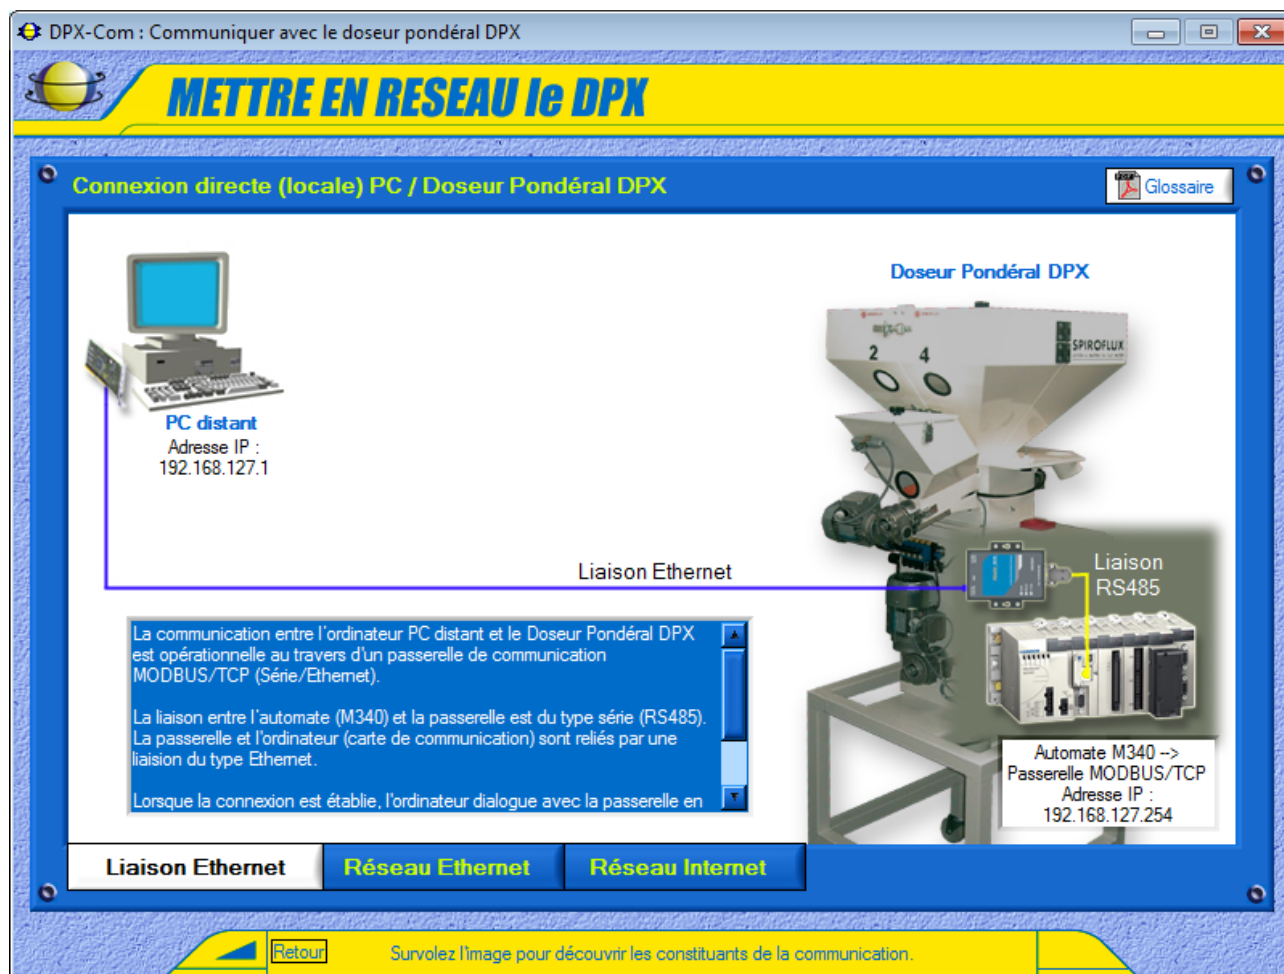 DPX-Com : Communiquer avec le doseur pondéral DPX
METTRE EN RESEAU le DPX
Connexion directe (locale) PC / Doseur Pondéral DPX
Glossaire
Doseur Pondéral DPX
SPIROFLUX
2 4
PC distant
Adresse IP :
192.168.127.1
Liaison Ethernet
Liaison
RS485
La communication entre l'ordinateur PC distant et le Doseur Pondéral DPX
est opérationnelle au travers d'un passerelle de communication
MODBUS/TCP (Série/Ethernet).
La liaison entre l'automate (M340) et la passerelle est du type série (RS485).
La passerelle et l'ordinateur (carte de communication) sont reliés par une
liaision du type Ethernet.
Lorsque la connexion est établie, l'ordinateur dialogue avec la passerelle en
Automate M340 -->
Passerelle MODBUS/TCP
Adresse IP :
192.168.127.254
Liaison Ethernet
Réseau Ethernet
Réseau Internet
Retour
Survolez l'image pour découvrir les constituants de la communication.